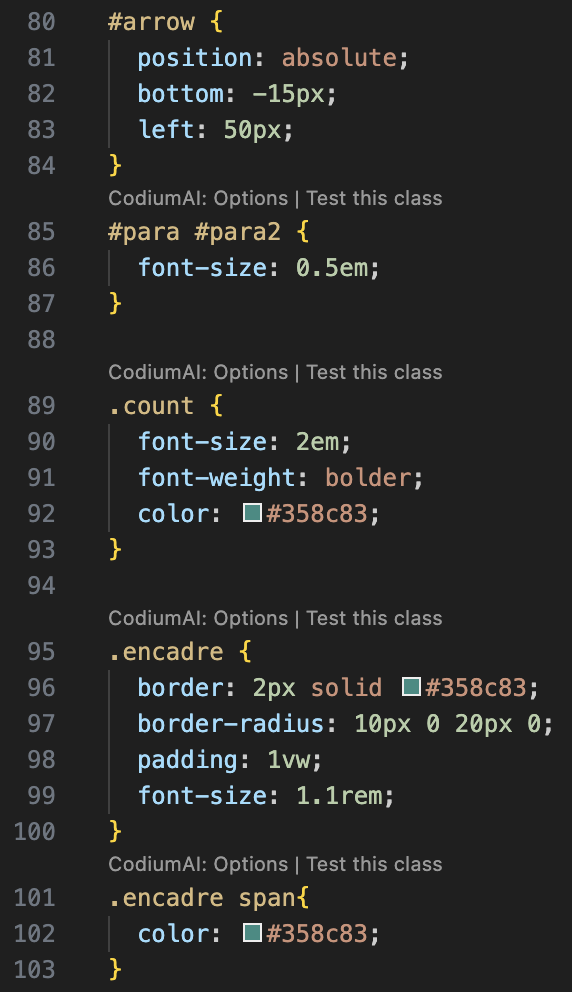 80 #arrow {
81 position: absolute;
82 bottom: -15px;
83 left: 50px;
84 }
CodiumAI: Options | Test this class
85 #para #para2 {
86 font-size: 0.5em;
87 }
88
CodiumAI: Options | Test this class
89 .count {
90 font-size: 2em;
91 font-weight: bolder;
92 color: #358c83;
93 }
94
CodiumAI: Options | Test this class
95 .encadre {
96 border: 2px solid #358c83;
97 border-radius: 10px 0 20px 0;
98 padding: 1vw;
99 font-size: 1.1rem;
100 }
CodiumAI: Options | Test this class
101 .encadre span{
102 color: #358c83;
103 }